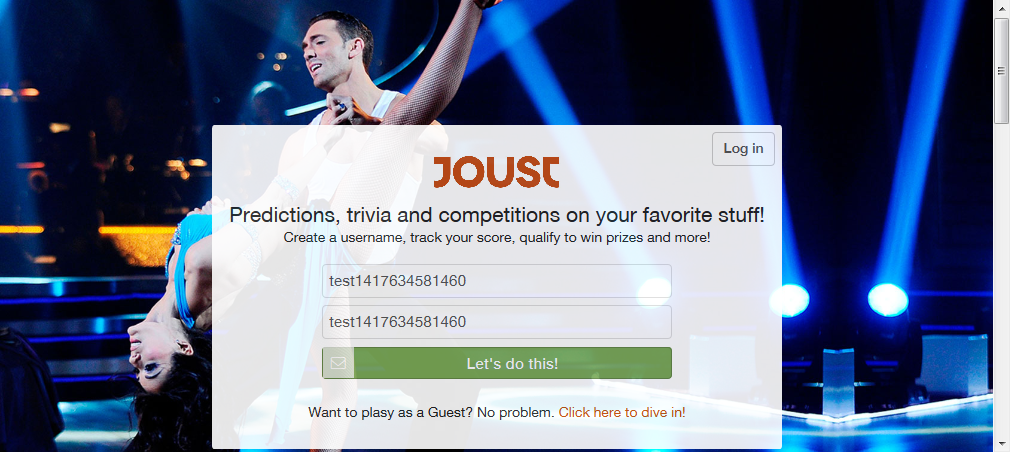 Log in
JOUST
Predictions, trivia and competitions on your favorite stuff!
Create a username, track your score, qualify to win prizes and more!
test1417634581460
test1417634581460
Let's do this!
Want to plasy as a Guest? No problem. Click here to dive in!